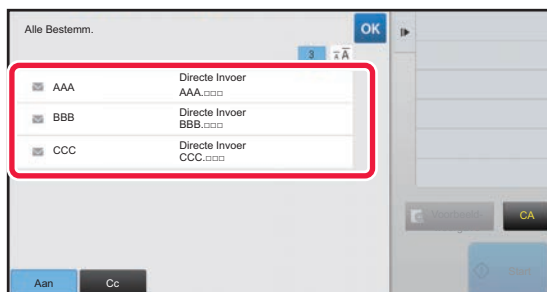 Alle Bestemm.
OK
3
AAA
Directe Invoer
AAA.□□□
BBB
Directe Invoer
BBB.□□□
CCC
Directe Invoer
CCC.□□□
CA
Start
Aan
Cc